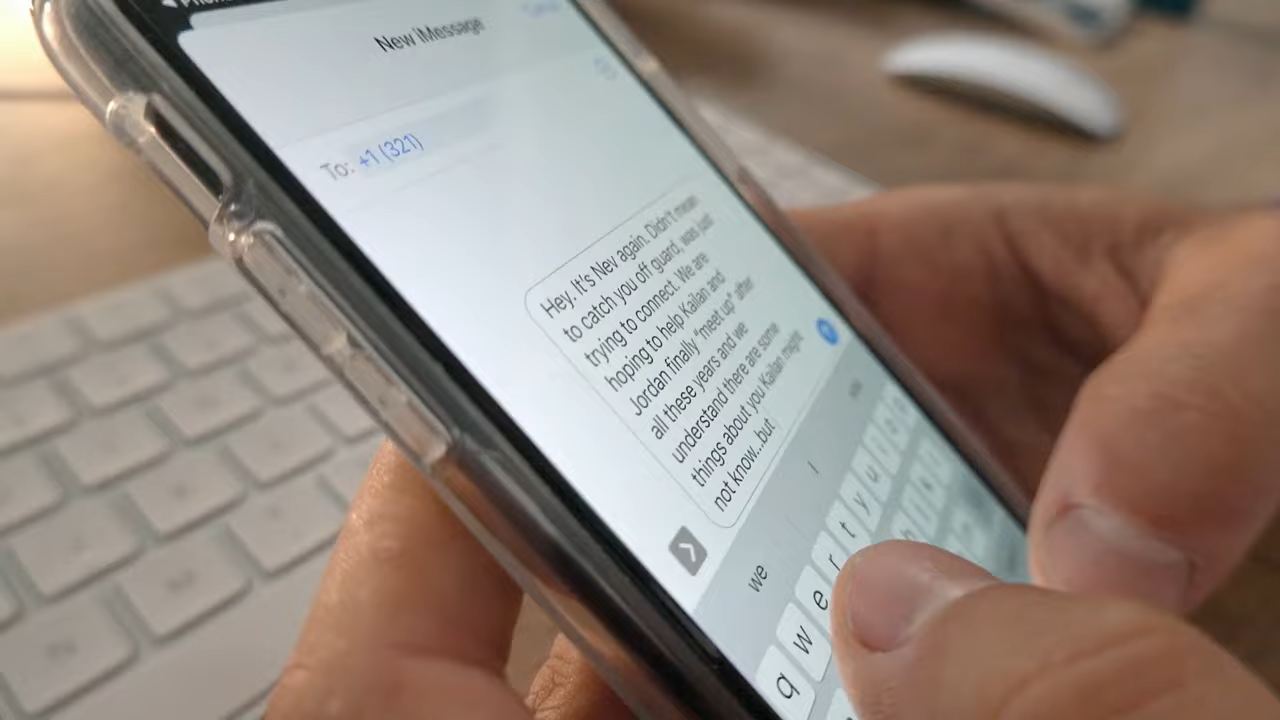 New iMessage
To: +1 (321)
Hey. It's Nev again. Didn't mean
to catch you off guard, was just
trying to connect. We are
hoping to help Kailan and
Jordan finally "meet up" after
all these years and we
understand there are some
things about you Kailan might
not know...but
we I
q w e r t y u